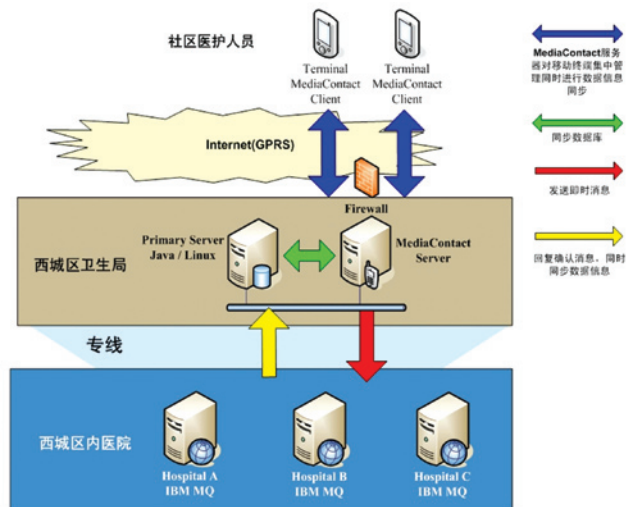 社区医护人员
Terminal
MediaContact
Client
Terminal
MediaContact
Client
Internet(GPRS)
Firewall
西城区卫生局
Primary Server
Java / Linux
MediaContact
Server
专线
西城区内医院
Hospital A
IBM MQ
Hospital B
IBM MQ
Hospital C
IBM MQ
MediaContact服务
器对移动终端集中管
理同时进行数据信息
同步
同步数据库
发送即时消息
回复确认消息，同时
同步数据信息